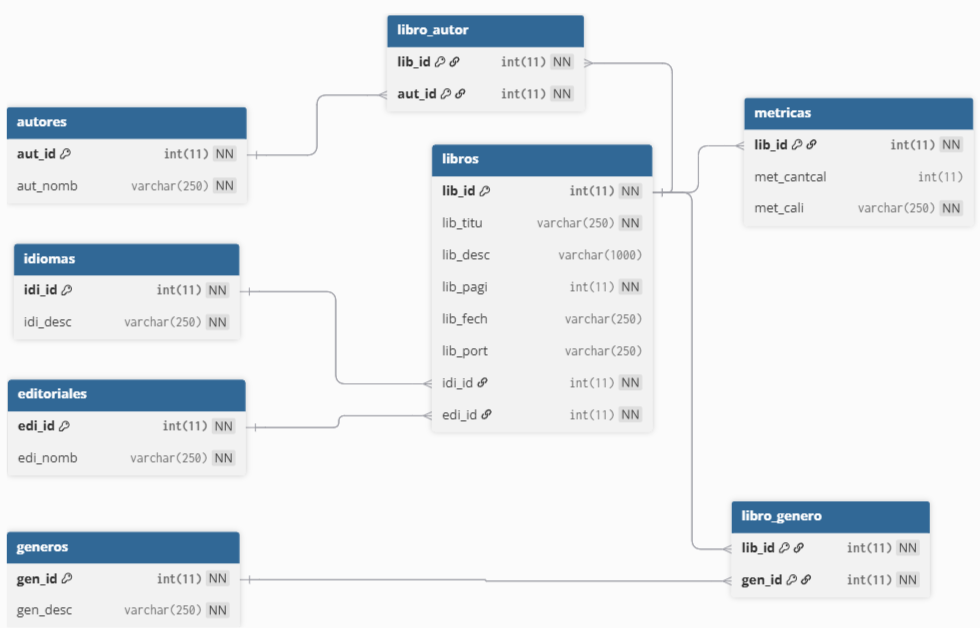 libro_autor
lib_id int(11) NN
aut_id int(11) NN
autores
aut_id int(11) NN
aut_nomb varchar(250) NN
metricas
lib_id int(11) NN
met_cantcal int(11)
met_cali varchar(250) NN
libros
lib_id int(11) NN
lib_titu varchar(250) NN
lib_desc varchar(1000)
lib_pagi int(11) NN
lib_fech varchar(250)
lib_port varchar(250)
idi_id int(11) NN
edi_id int(11) NN
idiomas
idi_id int(11) NN
idi_desc varchar(250) NN
editoriales
edi_id int(11) NN
edi_nomb varchar(250) NN
libro_genero
lib_id int(11) NN
gen_id int(11) NN
generos
gen_id int(11) NN
gen_desc varchar(250) NN